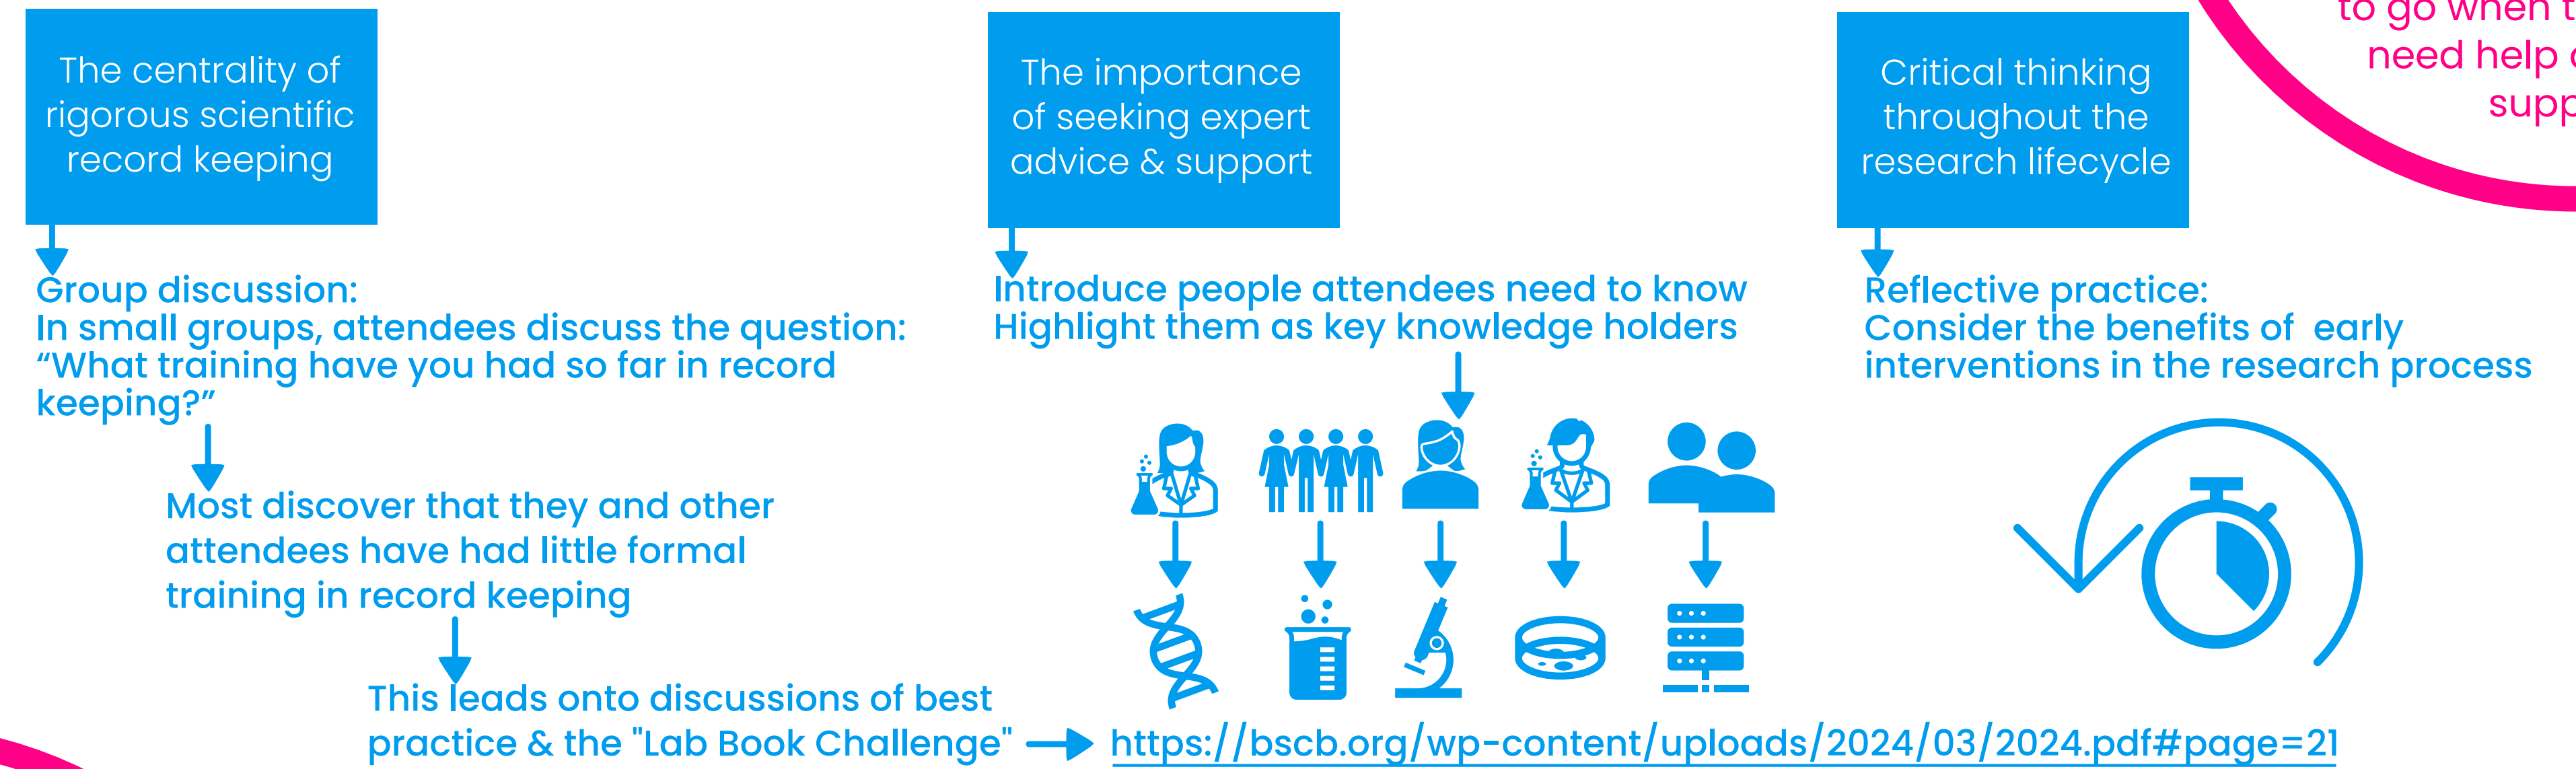 The centrality of
rigorous scientific
record keeping
Group discussion:
In small groups, attendees discuss the question:
“What training have you had so far in record
keeping?”
Most discover that they and other
attendees have had little formal
training in record keeping
This leads onto discussions of best
practice & the "Lab Book Challenge"
https://bscb.org/wp-content/uploads/2024/03/2024.pdf#page=21
The importance
of seeking expert
advice & support
Introduce people attendees need to know
Highlight them as key knowledge holders
Critical thinking
throughout the
research lifecycle
Reflective practice:
Consider the benefits of  early
interventions in the research process
to go when
need help